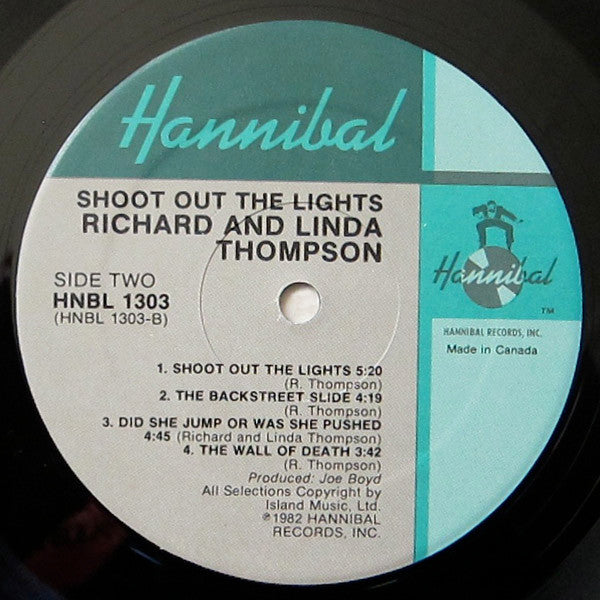 Hannibal
SHOOT OUT THE LIGHTS
RICHARD AND LINDA
THOMPSON
SIDE TWO
HNBL 1303
(HNBL 1303-B)
Hannibal
TM
HANNIBAL RECORDS, INC.
Made in Canada
1. SHOOT OUT THE LIGHTS 5:20
(R. Thompson)
2. THE BACKSTREET SLIDE 4:19
(R. Thompson)
3. DID SHE JUMP OR WAS SHE PUSHED
4:45 (Richard and Linda Thompson)
4. THE WALL OF DEATH 3:42
(R. Thompson)
Produced: Joe Boyd
All Selections Copyright by
Island Music, Ltd.
℗1982 HANNIBAL
RECORDS, INC.